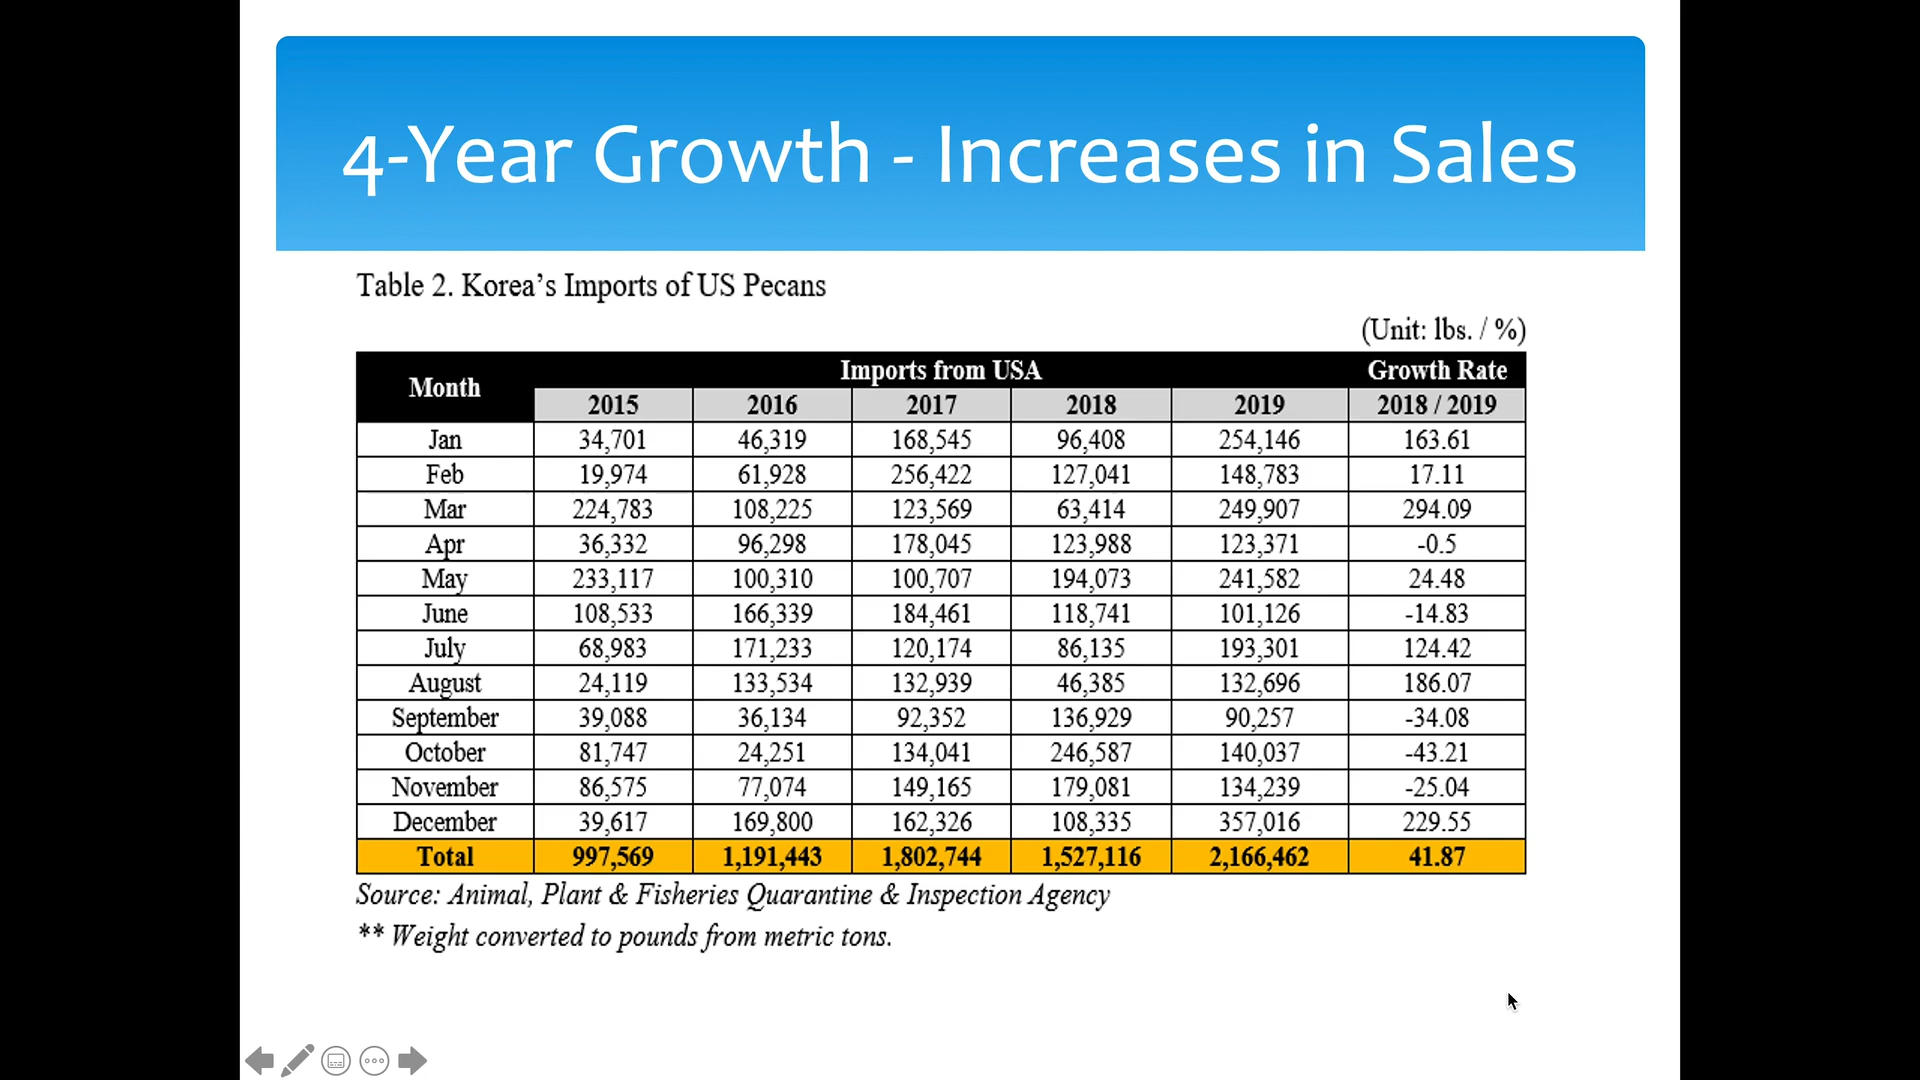 4-Year Growth - Increases in Sales
Table 2. Korea’s Imports of US Pecans
(Unit: lbs. / %)
Month Imports from USA Growth Rate
2015 2016 2017 2018 2019 2018 / 2019
Jan 34,701 46,319 168,545 96,408 254,146 163.61
Feb 19,974 61,928 256,422 127,041 148,783 17.11
Mar 224,783 108,225 123,569 63,414 249,907 294.09
Apr 36,332 96,298 178,045 123,988 123,371 -0.5
May 233,117 100,310 100,707 194,073 241,582 24.48
June 108,533 166,339 184,461 118,741 101,126 -14.83
July 68,983 171,233 120,174 86,135 193,301 124.42
August 24,119 133,534 132,939 46,385 132,696 186.07
September 39,088 36,134 92,352 136,929 90,257 -34.08
October 81,747 24,251 134,041 246,587 140,037 -43.21
November 86,575 77,074 149,165 179,081 134,239 -25.04
December 39,617 169,800 162,326 108,335 357,016 229.55
Total 997,569 1,191,443 1,802,744 1,527,116 2,166,462 41.87
Source: Animal, Plant & Fisheries Quarantine & Inspection Agency
** Weight converted to pounds from metric tons.